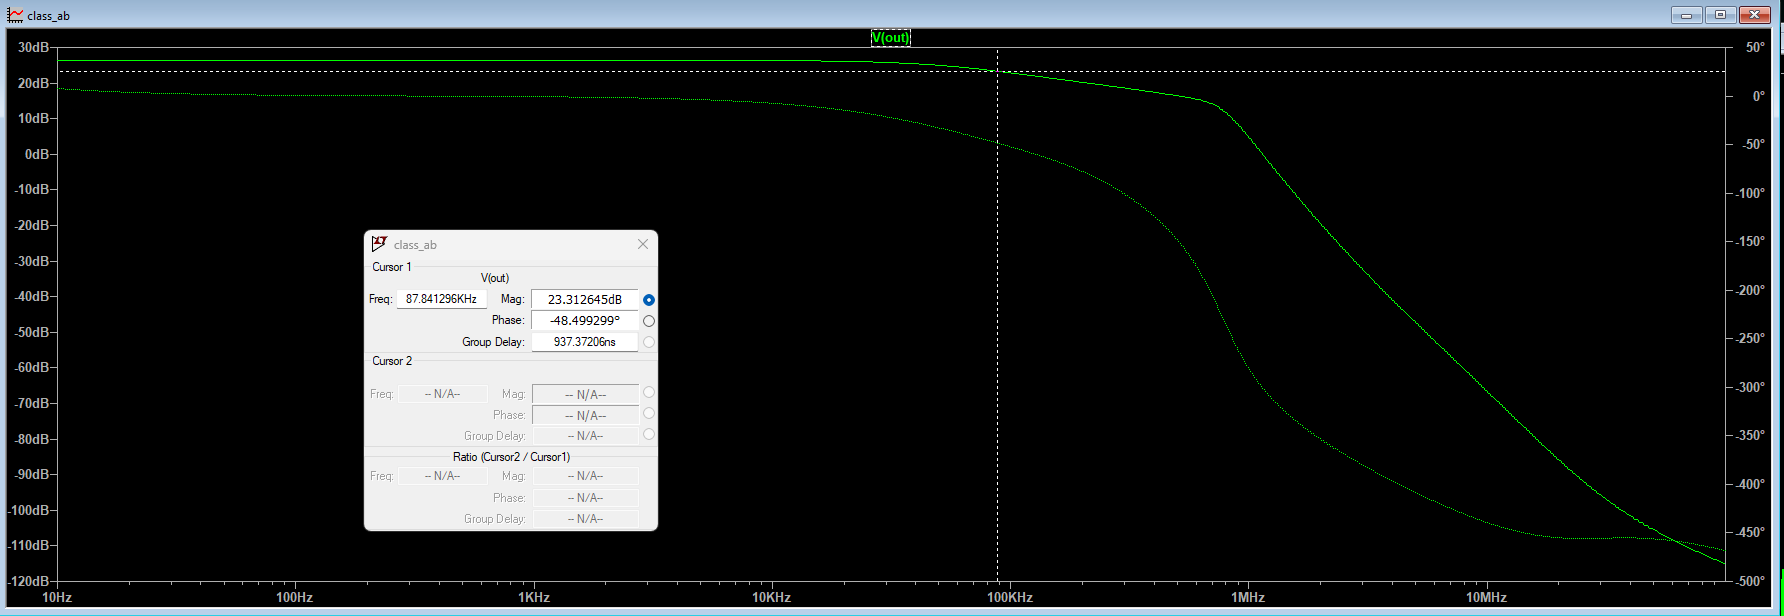 class_ab
V(out)
30dB
20dB
10dB
0dB
-10dB
-20dB
-30dB
-40dB
-50dB
-60dB
-70dB
-80dB
-90dB
-100dB
-110dB
-120dB
50°
0°
-50°
-100°
-150°
-200°
-250°
-300°
-350°
-400°
-450°
-500°
10Hz 100Hz 1KHz 10KHz 100KHz 1MHz 10MHz
class_ab
Cursor 1
V(out)
Freq: 87.841296KHz Mag: 23.312645dB
Phase: -48.499299°
Group Delay: 937.37206ns
Cursor 2
Freq: -- N/A-- Mag: -- N/A--
Phase: -- N/A--
Group Delay: -- N/A--
Ratio (Cursor2 / Cursor1)
Freq: -- N/A-- Mag: -- N/A--
Phase: -- N/A--
Group Delay: -- N/A--